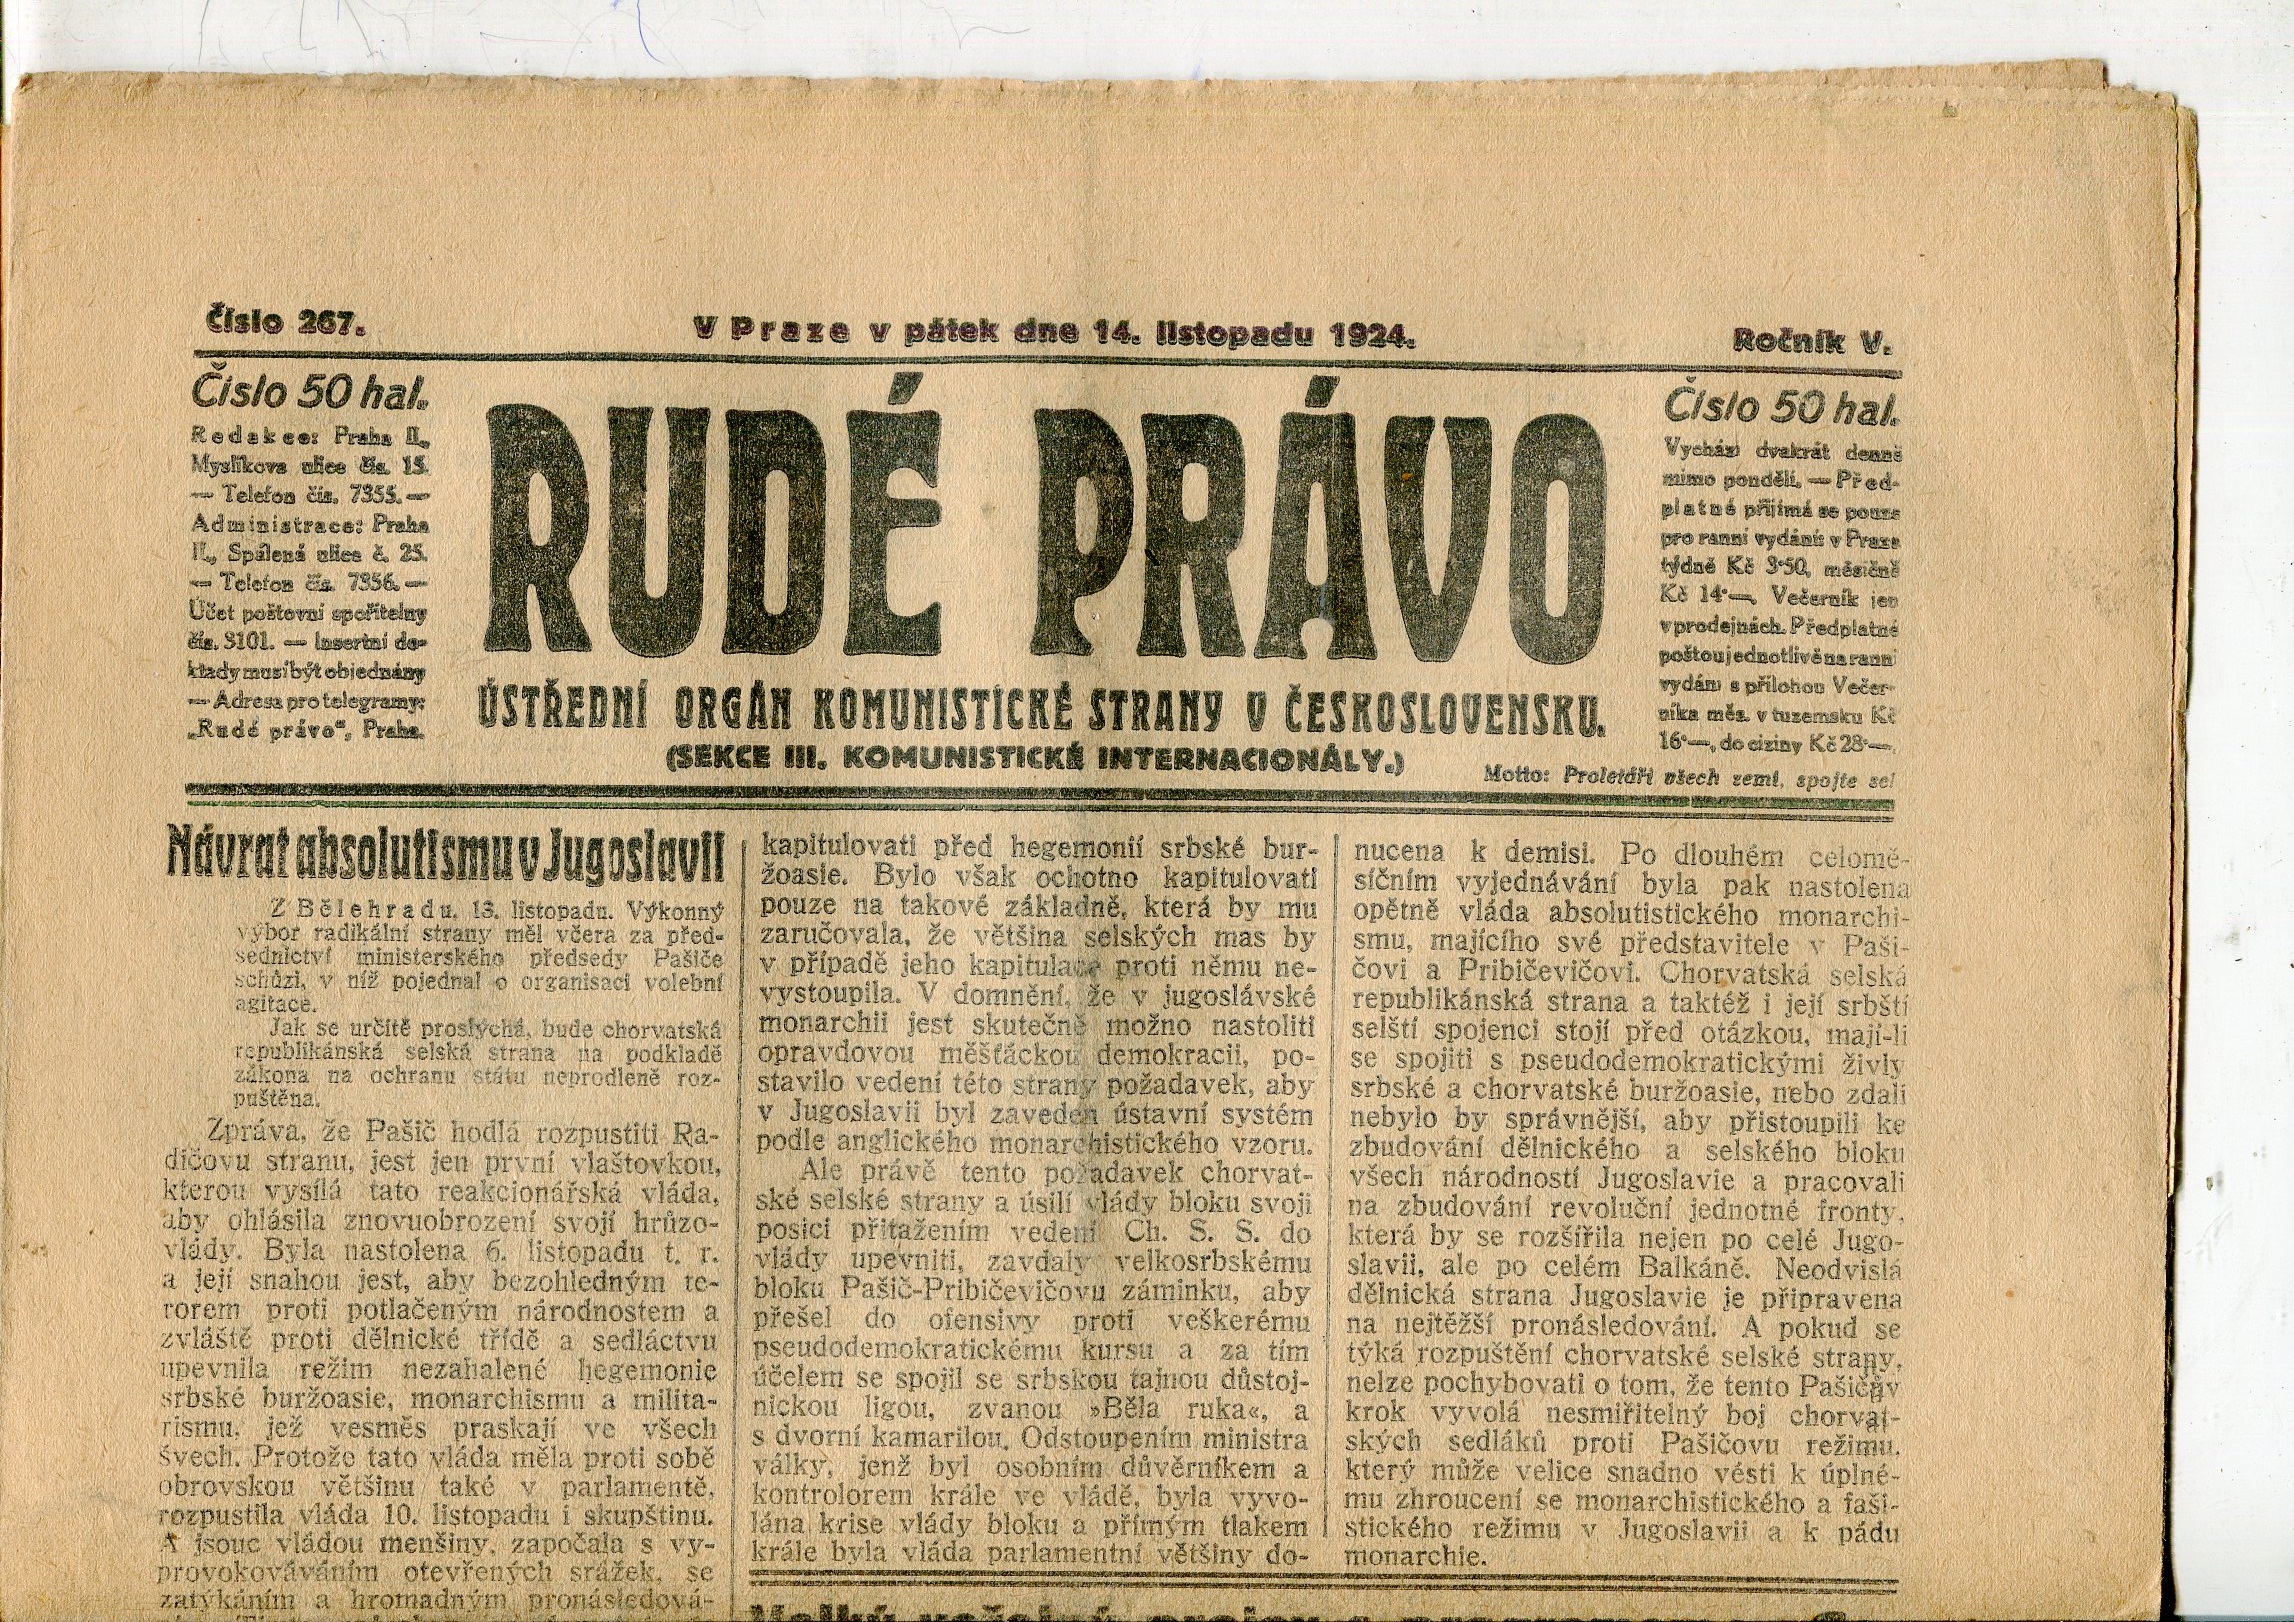 Číslo 267.
V Praze v pátek dne 14. listopadu 1924.
Ročník V.
Číslo 50 hal.
Redakce: Praha II.,
Myslíkova ulice čís. 15.
— Telefon čís. 7355. —
Administrace: Praha
II., Spálená ulice č. 25.
— Telefon čís. 7356. —
Účet poštovní spořitelny
čís. 3101. — Insertní do-
klady musí být objednány
— Adresa pro telegramy:
„Rudé právo“, Praha.
RUDÉ PRÁVO
ÚSTŘEDNÍ ORGÁN KOMUNISTICKÉ STRANY V ČESKOSLOVENSKU.
(SEKCE III. KOMUNISTICKÉ INTERNACIONÁLY.)
Číslo 50 hal.
Vychází dvakrát denně
mimo pondělí. — Před-
platné přijímá se pouze
pro ranní vydání: v Praze
týdně Kč 3·50, měsíčně
Kč 14·—, Večerník jen
v prodejnách. Předplatné
poštou jednotlivě na ranní
vydání s přílohou Večer-
níka měs. v tuzemsku Kč
16·—, do ciziny Kč 28·—.
Motto: Proletáři všech zemí, spojte se!
Návrat absolutismu v Jugoslavii
Z Bělehradu, 13. listopadu. Výkonný
výbor radikální strany měl včera za před-
sednictví ministerského předsedy Pašiče
schůzi, v níž pojednal o organisaci volební
agitace.
Jak se určitě proslýchá, bude chorvatská
republikánská selská strana na podkladě
zákona na ochranu státu neprodleně roz-
puštěna.
Zpráva, že Pašič hodlá rozpustiti Ra-
dičovu stranu, jest jen první vlaštovkou,
kterou vysílá tato reakcionářská vláda,
aby ohlásila znovuobrození svojí hrůzo-
vlády. Byla nastolena 6. listopadu t. r.
a její snahou jest, aby bezohledným te-
rorem proti potlačeným národnostem a
zvláště proti dělnické třídě a sedláctvu
upevnila režim nezahalené hegemonie
srbské buržoasie, monarchismu a milita-
rismu, jež vesměs praskají ve všech
švech. Protože tato vláda měla proti sobě
obrovskou většinu také v parlamentě,
rozpustila vláda 10. listopadu i skupštinu.
A jsouc vládou menšiny, započala s vy-
provokováváním otevřených srážek, se
zatýkáním a hromadným pronásledová-
kapitulovati před hegemonií srbské bur-
žoasie. Bylo však ochotno kapitulovati
pouze na takové základně, která by mu
zaručovala, že většina selských mas by
v případě jeho kapitulace proti němu ne-
vystoupila. V domnění, že v jugoslávské
monarchii jest skutečně možno nastoliti
opravdovou měšťáckou demokracii, po-
stavilo vedení této strany požadavek, aby
v Jugoslavii byl zaveden ústavní systém
podle anglického monarchistického vzoru.
Ale právě tento požadavek chorvat-
ské selské strany a úsilí vlády bloku svoji
posici přitažením vedení Ch. S. S. do
vlády upevniti, zavdaly velkosrbskému
bloku Pašič-Pribičevičovu záminku, aby
přešel do ofensivy proti veškerému
pseudodemokratickému kursu a za tím
účelem se spojil se srbskou tajnou důstoj-
nickou ligou, zvanou »Běla ruka«, a
s dvorní kamarilou. Odstoupením ministra
války, jenž byl osobním důvěrníkem a
kontrolorem krále ve vládě, byla vyvo-
lána krise vlády bloku a přímým tlakem
krále byla vláda parlamentní většiny do-
nucena k demisi. Po dlouhém celomě-
síčním vyjednávání byla pak nastolena
opětně vláda absolutistického monarchi-
smu, majícího své představitele v Paši-
čovi a Pribičevičovi. Chorvatská selská
republikánská strana a taktéž i její srbští
selští spojenci stojí před otázkou, mají-li
se spojiti s pseudodemokratickými živly
srbské a chorvatské buržoasie, nebo zdali
nebylo by správnější, aby přistoupili ke
zbudování dělnického a selského bloku
všech národností Jugoslavie a pracovali
na zbudování revoluční jednotné fronty,
která by se rozšířila nejen po celé Jugo-
slavii, ale po celém Balkáně. Neodvislá
dělnická strana Jugoslavie je připravena
na nejtěžší pronásledování. A pokud se
týká rozpuštění chorvatské selské strany,
nelze pochybovati o tom, že tento Pašičův
krok vyvolá nesmiřitelný boj chorvat-
ských sedláků proti Pašičovu režimu,
který může velice snadno vésti k úplné-
mu zhroucení se monarchistického a faši-
stického režimu v Jugoslavii a k pádu
monarchie.